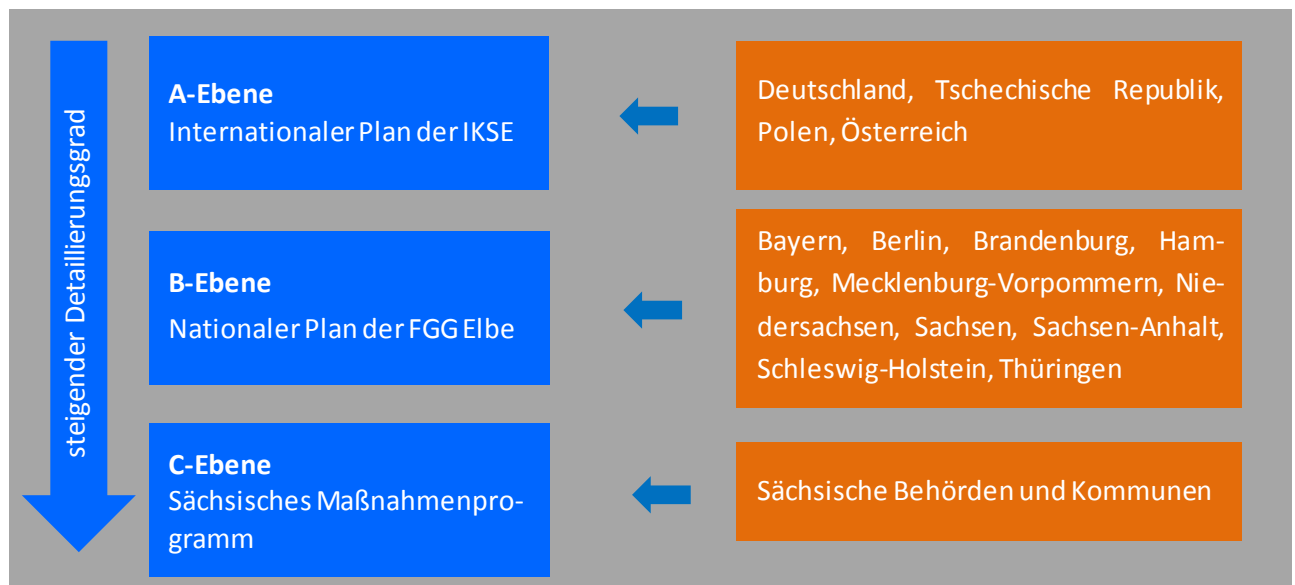 steigender Detaillierungsgrad
A-Ebene
Internationaler Plan der IKSE
Deutschland, Tschechische Republik,
Polen, Österreich
B-Ebene
Nationaler Plan der FGG Elbe
Bayern, Berlin, Brandenburg, Ham-
burg, Mecklenburg-Vorpommern, Nie-
dersachsen, Sachsen, Sachsen-Anhalt,
Schleswig-Holstein, Thüringen
C-Ebene
Sächsisches Maßnahmenpro-
gramm
Sächsische Behörden und Kommunen